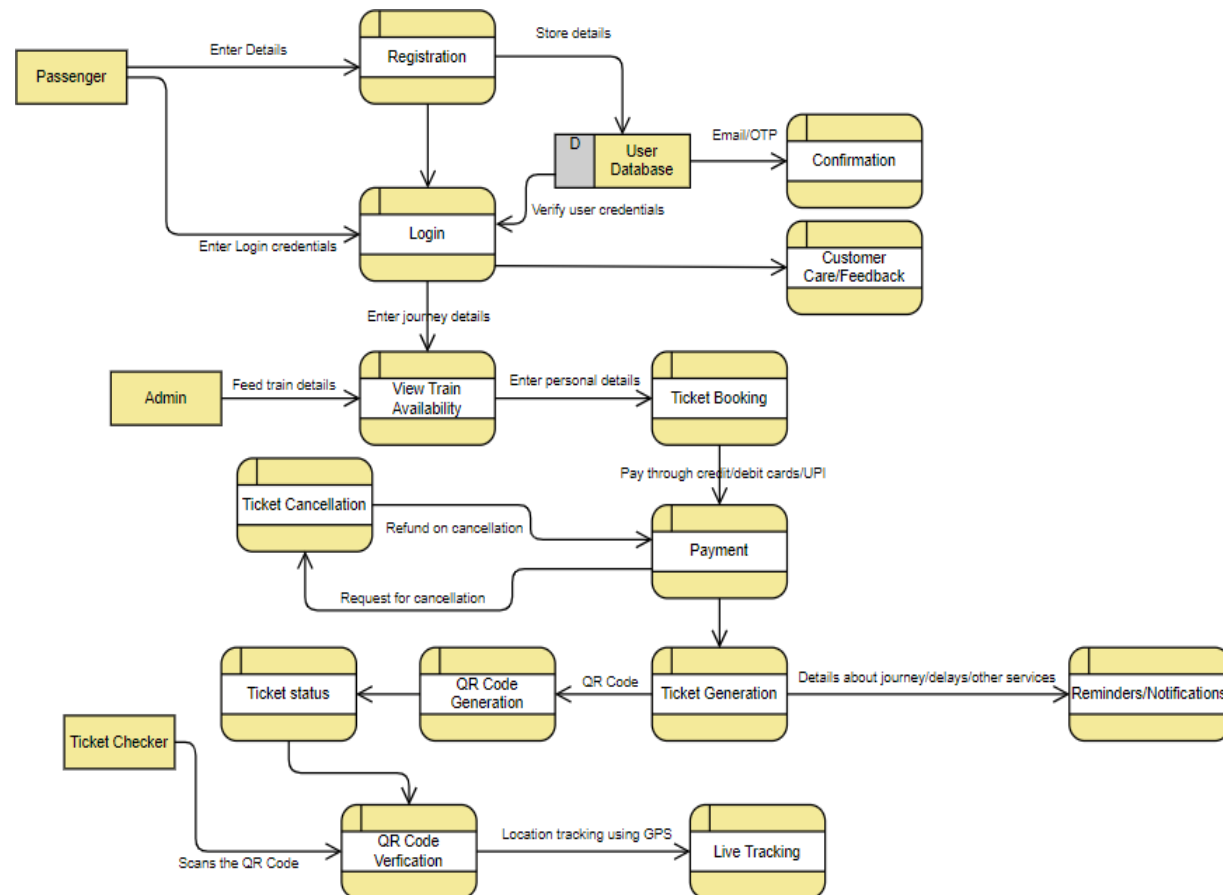 Enter Details
Registration
Store details
Passenger
D
User
Database
Email/OTP
Confirmation
Verify user credentials
Enter Login credentials
Login
Customer
Care/Feedback
Enter journey details
Admin
Feed train details
View Train
Availability
Enter personal details
Ticket Booking
Pay through credit/debit cards/UPI
Ticket Cancellation
Refund on cancellation
Payment
Request for cancellation
Ticket status
QR Code
Generation
QR Code
Ticket Generation
Details about journey/delays/other services
Reminders/Notifications
Ticket Checker
Scans the QR Code
QR Code
Verfication
Location tracking using GPS
Live Tracking